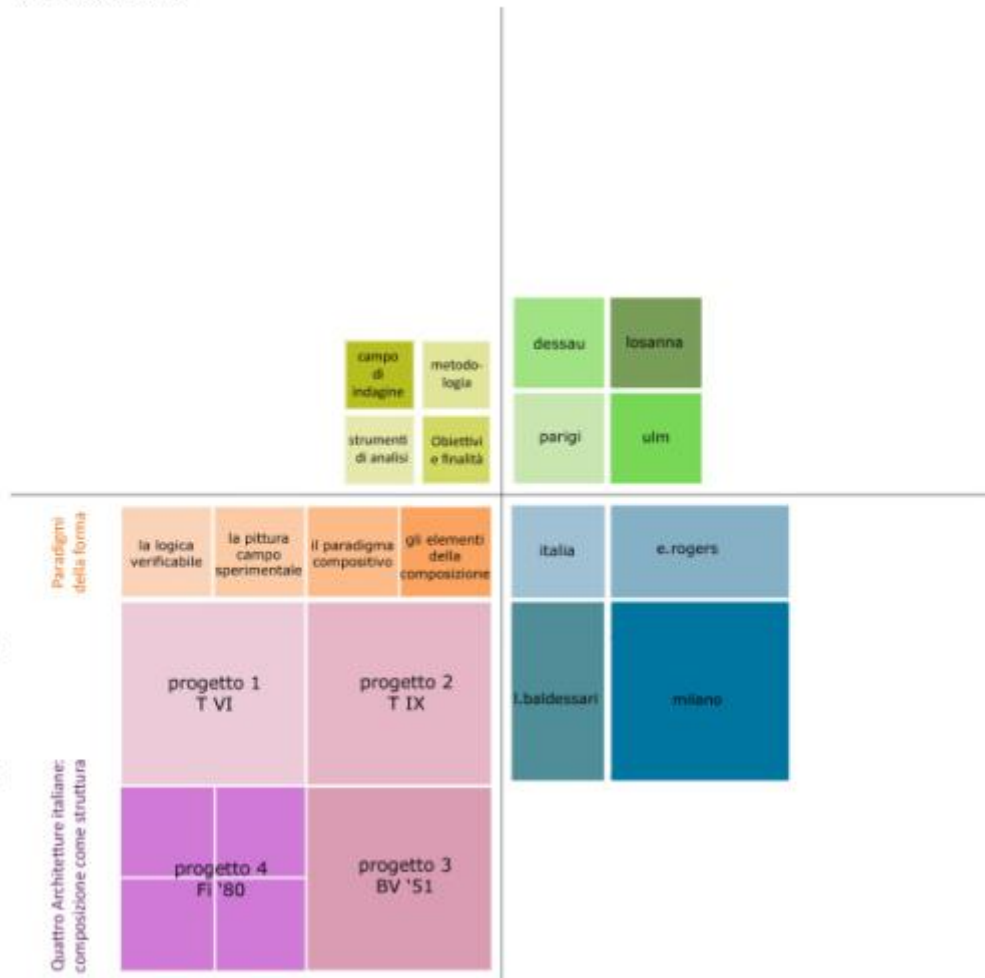 dessau
losanna
campo
di
indagine
metodo-
logia
strumenti
di analisi
Obiettivi
e finalità
parigi
ulm
Paradigmi
della forma
la logica
verificabile
la pittura
campo
sperimentale
il paradigma
compositivo
gli elementi
della
composizione
italia
e.rogers
progetto 1
T VI
progetto 2
T IX
l.baldessari
milano
Quattro Architetture italiane:
composizione come struttura
progetto 4
Fi '80
progetto 3
BV '51